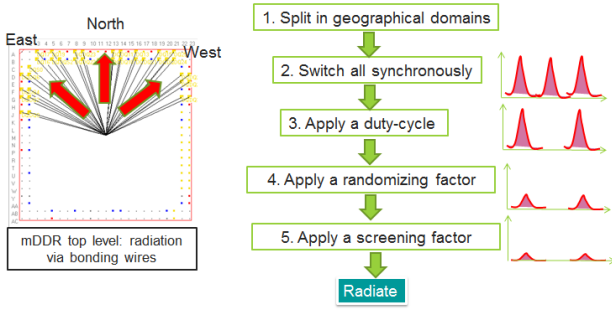 North
East
West
mDDR top level: radiation
via bonding wires
1. Split in geographical domains
2. Switch all synchronously
3. Apply a duty-cycle
4. Apply a randomizing factor
5. Apply a screening factor
Radiate